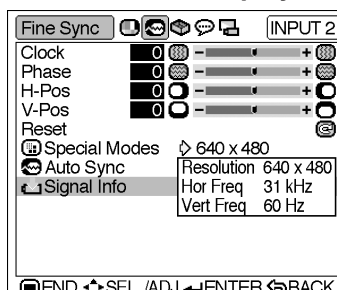 Fine Sync INPUT 2
Clock 0 - +
Phase 0 - +
H-Pos 0 - +
V-Pos 0 - +
Reset
Special Modes 640 x 480
Auto Sync Resolution 640 x 480
Signal Info Hor Freq 31 kHz
Vert Freq 60 Hz
END SEL./ADJ ENTER BACK